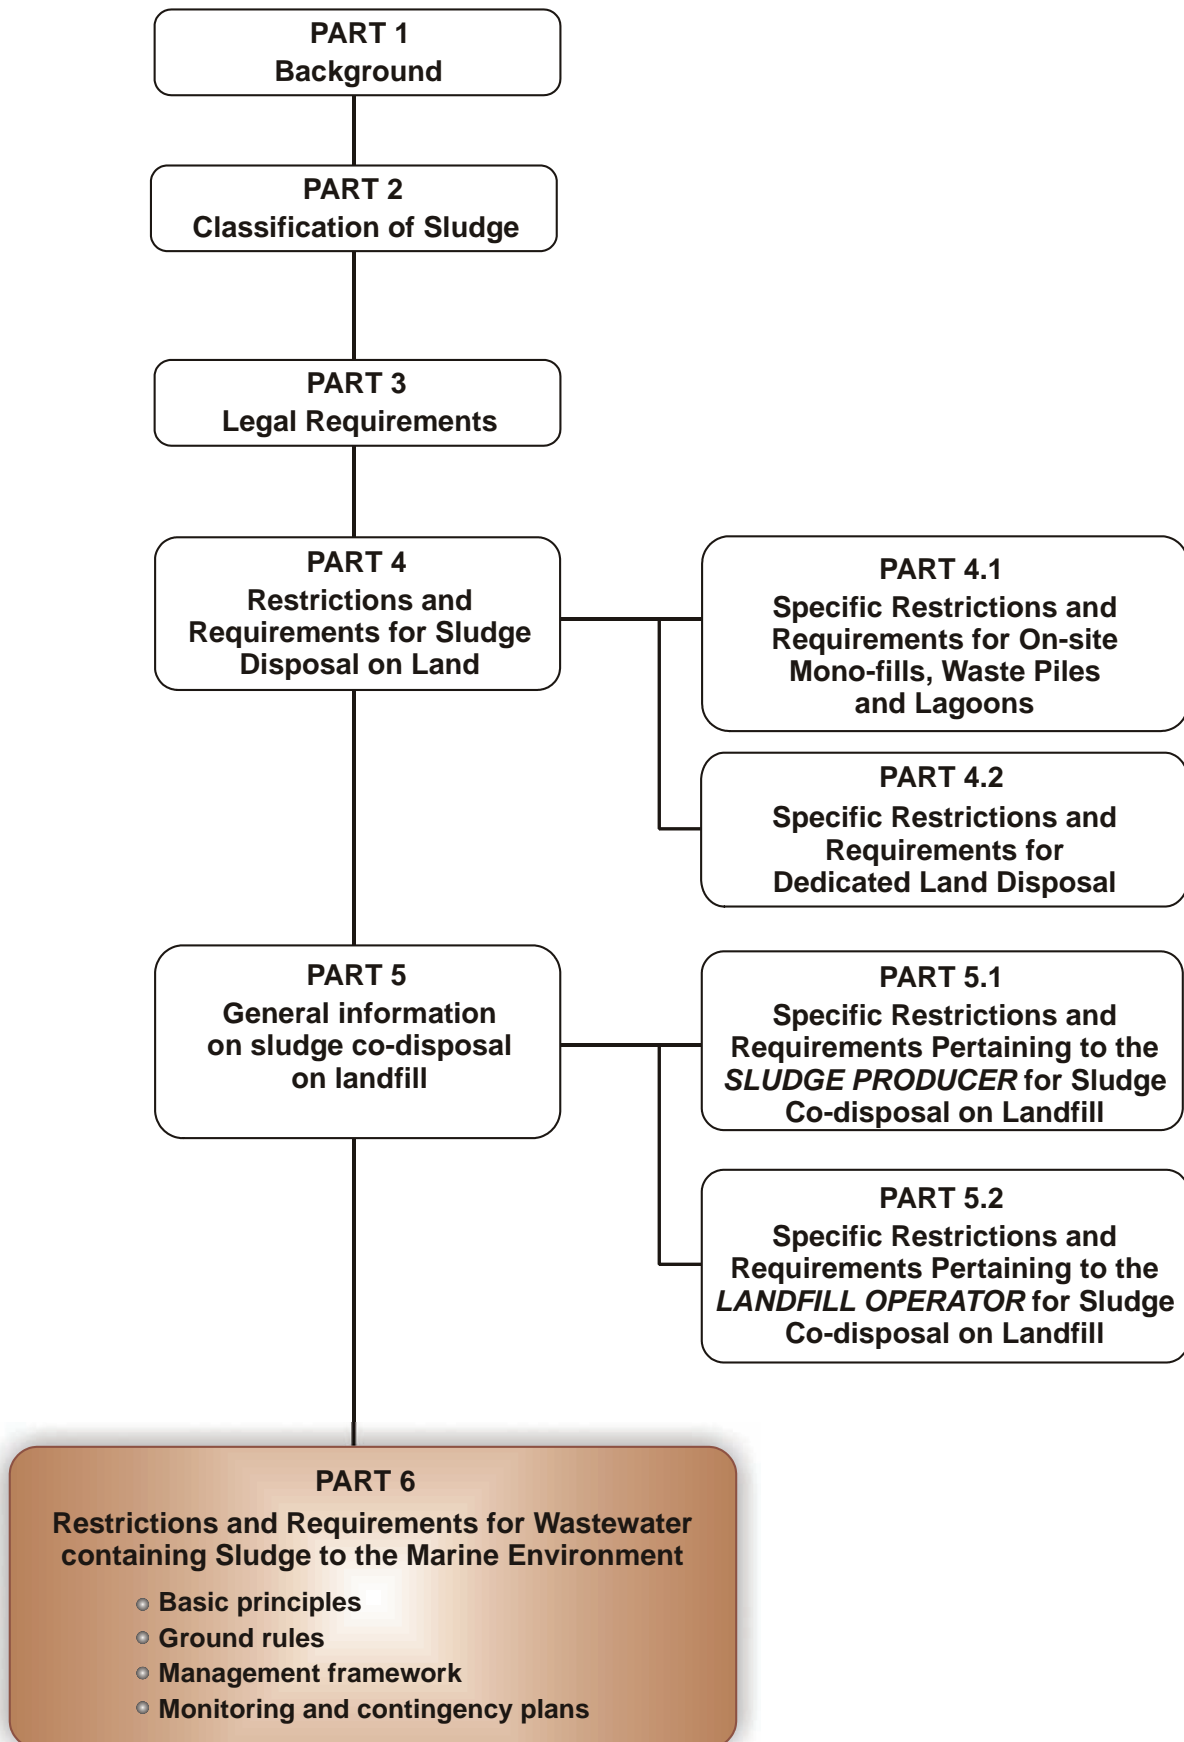 PART 1
Background
PART 2
Classification of Sludge
PART 3
Legal Requirements
PART 4
Restrictions and
Requirements for Sludge
Disposal on Land
PART 4.1
Specific Restrictions and
Requirements for On-site
Mono-fills, Waste Piles
and Lagoons
PART 4.2
Specific Restrictions and
Requirements for
Dedicated Land Disposal
PART 5
General information
on sludge co-disposal
on landfill
PART 5.1
Specific Restrictions and
Requirements Pertaining to the
SLUDGE PRODUCER for Sludge
Co-disposal on Landfill
PART 5.2
Specific Restrictions and
Requirements Pertaining to the
LANDFILL OPERATOR for Sludge
Co-disposal on Landfill
PART 6
Restrictions and Requirements for Wastewater
containing Sludge to the Marine Environment
Basic principles
Ground rules
Management framework
Monitoring and contingency plans